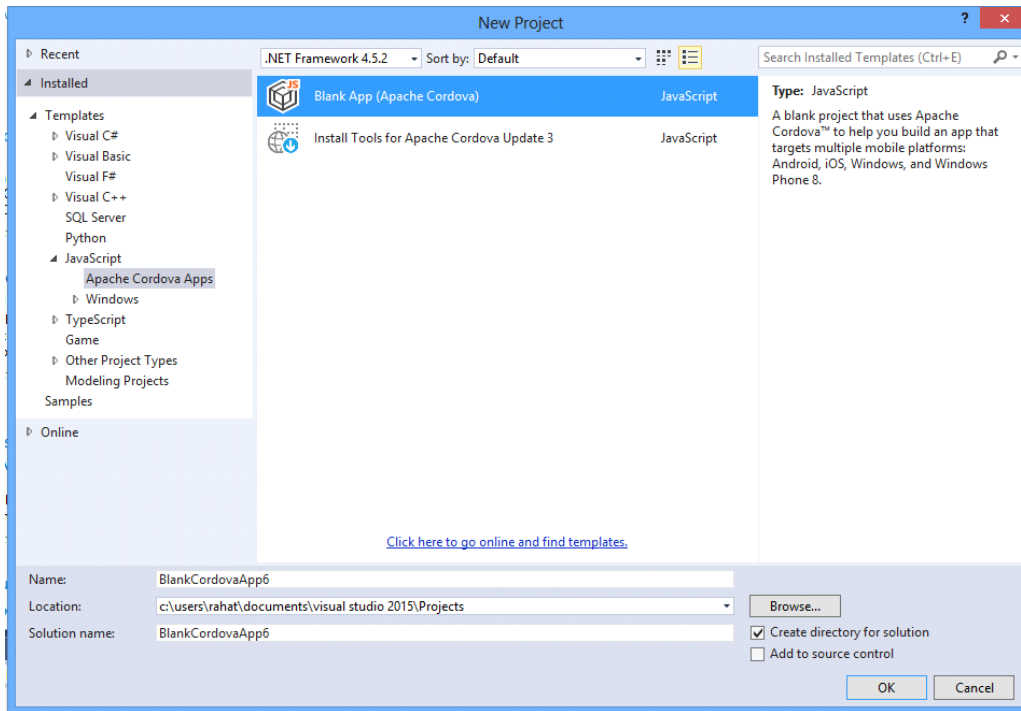 New Project
?
Recent
Installed
Templates
Visual C#
Visual Basic
Visual F#
Visual C++
SQL Server
Python
JavaScript
Apache Cordova Apps
Windows
TypeScript
Game
Other Project Types
Modeling Projects
Samples
Online
.NET Framework 4.5.2 Sort by: Default
JS
Blank App (Apache Cordova) JavaScript
Install Tools for Apache Cordova Update 3 JavaScript
Click here to go online and find templates.
Search Installed Templates (Ctrl+E)
Type: JavaScript
A blank project that uses Apache
Cordova™ to help you build an app that
targets multiple mobile platforms:
Android, iOS, Windows, and Windows
Phone 8.
Name: BlankCordovaApp6
Location: c:\users\rahat\documents\visual studio 2015\Projects
Browse...
Solution name: BlankCordovaApp6
Create directory for solution
Add to source control
OK Cancel